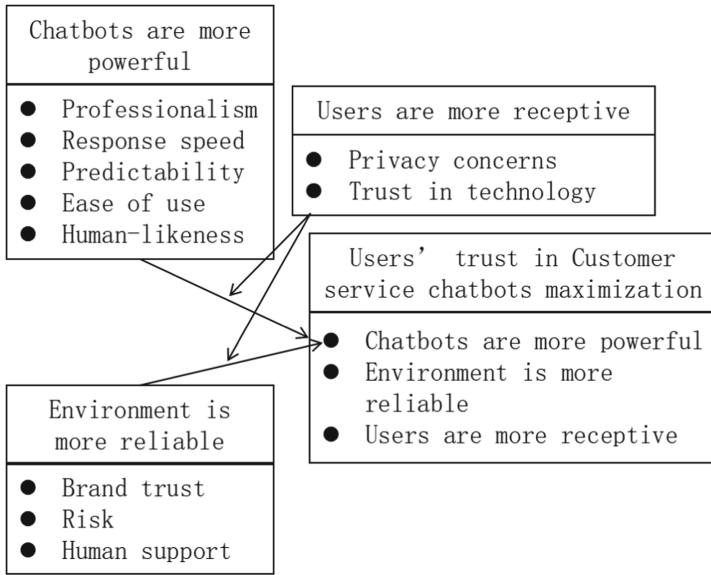 Chatbots are more
powerful
● Professionalism
● Response speed
● Predictability
● Ease of use
● Human-likeness
Users are more receptive
● Privacy concerns
● Trust in technology
Users’ trust in Customer
service chatbots maximization
● Chatbots are more powerful
● Environment is more
reliable
● Users are more receptive
Environment is
more reliable
● Brand trust
● Risk
● Human support